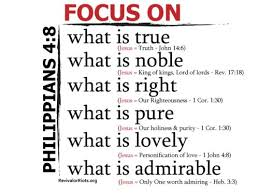 FOCUS ON
PHILIPPIANS 4:8
what is true
(Jesus = Truth - John 14:6)
what is noble
(Jesus = King of kings, Lord of lords - Rev. 17:18)
what is right
(Jesus = Our Righteousness - 1 Cor. 1:30)
what is pure
(Jesus = Our holiness & purity - 1 Cor. 1:30)
what is lovely
(Jesus = Personification of love - 1 John 4:8)
what is admirable
RevivalorRiots.org
(Jesus = Only One worth admiring - Heb. 3:3)